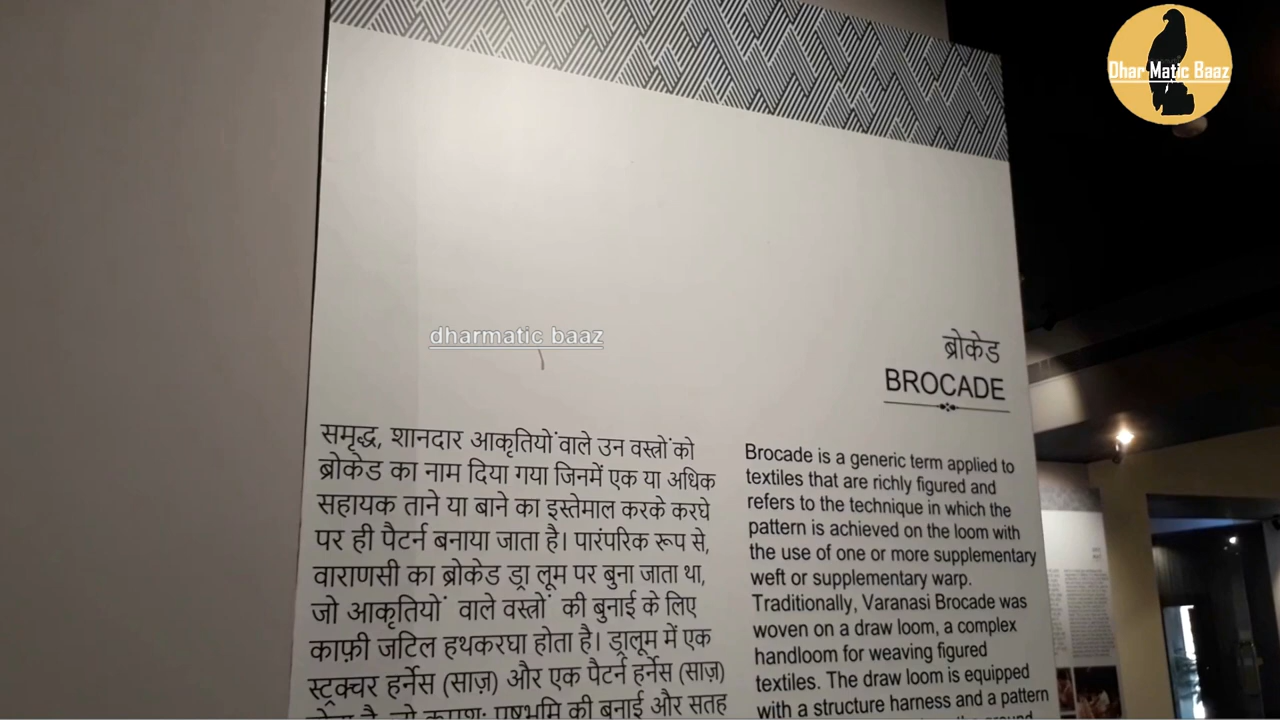 Dhar Matic Baaz
dharmatic baaz
ब्रोकेड
BROCADE
समृद्ध, शानदार आकृतियों वाले उन वस्त्रों को
ब्रोकेड का नाम दिया गया जिनमें एक या अधिक
सहायक ताने या बाने का इस्तेमाल करके करघे
पर ही पैटर्न बनाया जाता है। पारंपरिक रूप से,
वाराणसी का ब्रोकेड ड्रा लूम पर बुना जाता था,
जो आकृतियों वाले वस्त्रों की बुनाई के लिए
काफ़ी जटिल हथकरघा होता है। ड्रालूम में एक
स्ट्रक्चर हर्नेस (साज़) और एक पैटर्न हर्नेस (साज़)
की बुनाई और सतह
Brocade is a generic term applied to
textiles that are richly figured and
refers to the technique in which the
pattern is achieved on the loom with
the use of one or more supplementary
weft or supplementary warp.
Traditionally, Varanasi Brocade was
woven on a draw loom, a complex
handloom for weaving figured
textiles. The draw loom is equipped
with a structure harness and a pattern
ground